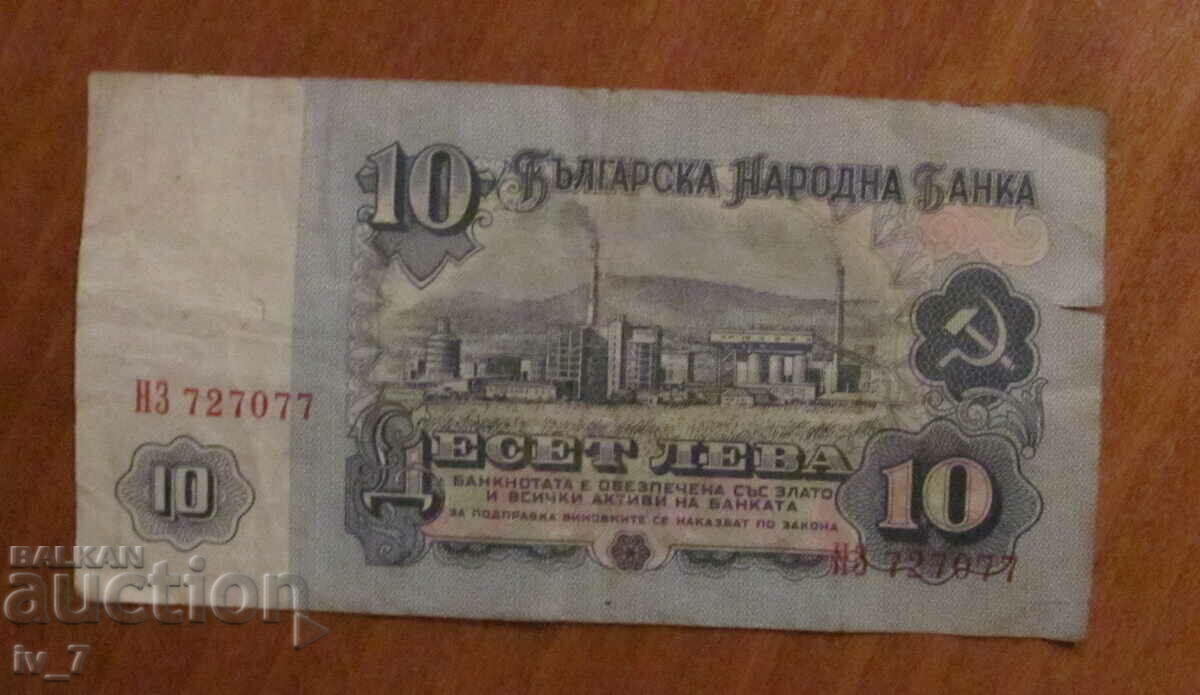 10 Българска Народна Банка
НЗ 727077
10
ДЕСЕТ ЛЕВА
БАНКНОТАТА Е ОБЕЗПЕЧЕНА СЪС ЗЛАТО
И ВСИЧКИ АКТИВИ НА БАНКАТА
ЗА ПОДПРАВКА ВИНОВНИТЕ СЕ НАКАЗВАТ ПО ЗАКОНА
10
НЗ 727077
BALKAN
auction
iv_7